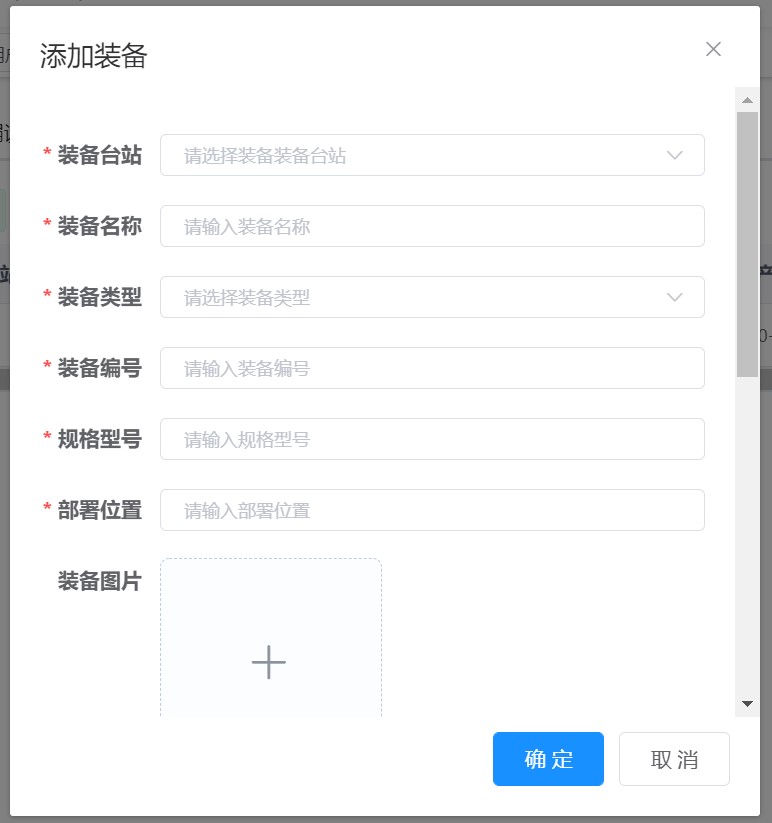 添加装备
* 装备台站 请选择装备装备台站
* 装备名称 请输入装备名称
* 装备类型 请选择装备类型
* 装备编号 请输入装备编号
* 规格型号 请输入规格型号
* 部署位置 请输入部署位置
装备图片
确定 取消